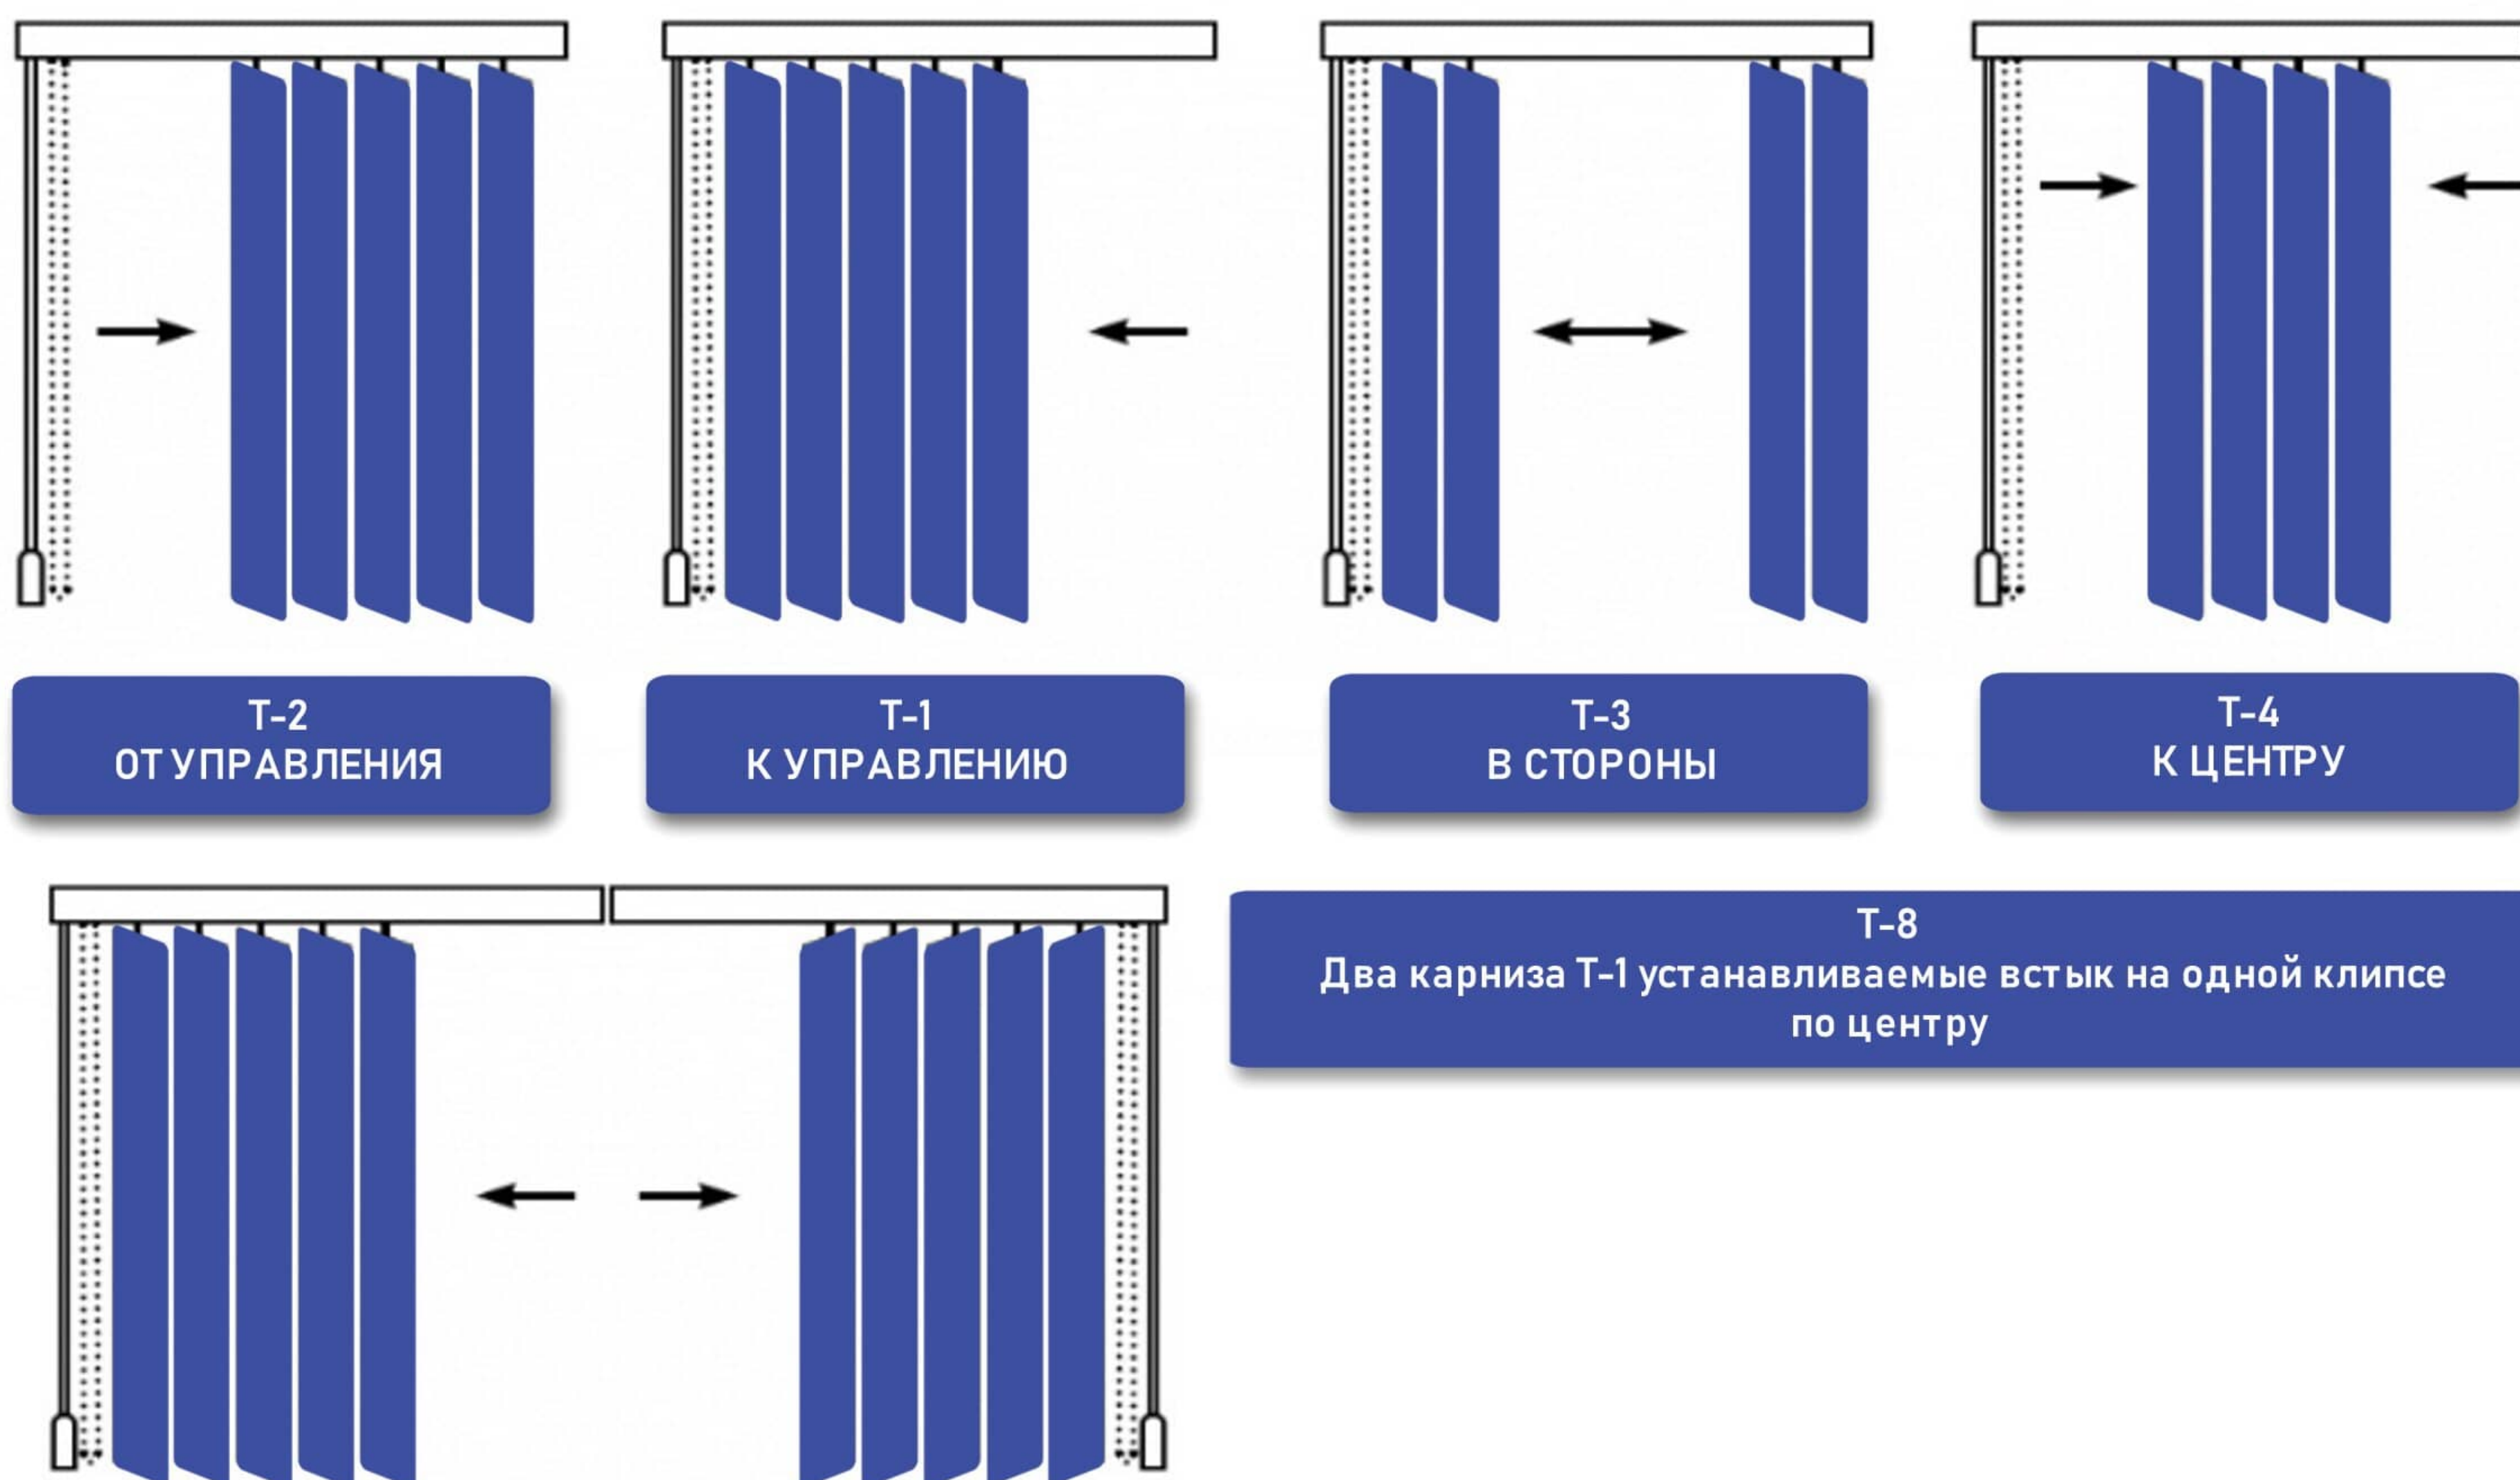 Т-2
ОТ УПРАВЛЕНИЯ
Т-1
К УПРАВЛЕНИЮ
Т-3
В СТОРОНЫ
Т-4
К ЦЕНТРУ
Т-8
Два карниза Т-1 устанавливаемые встык на одной клипсе
по центру